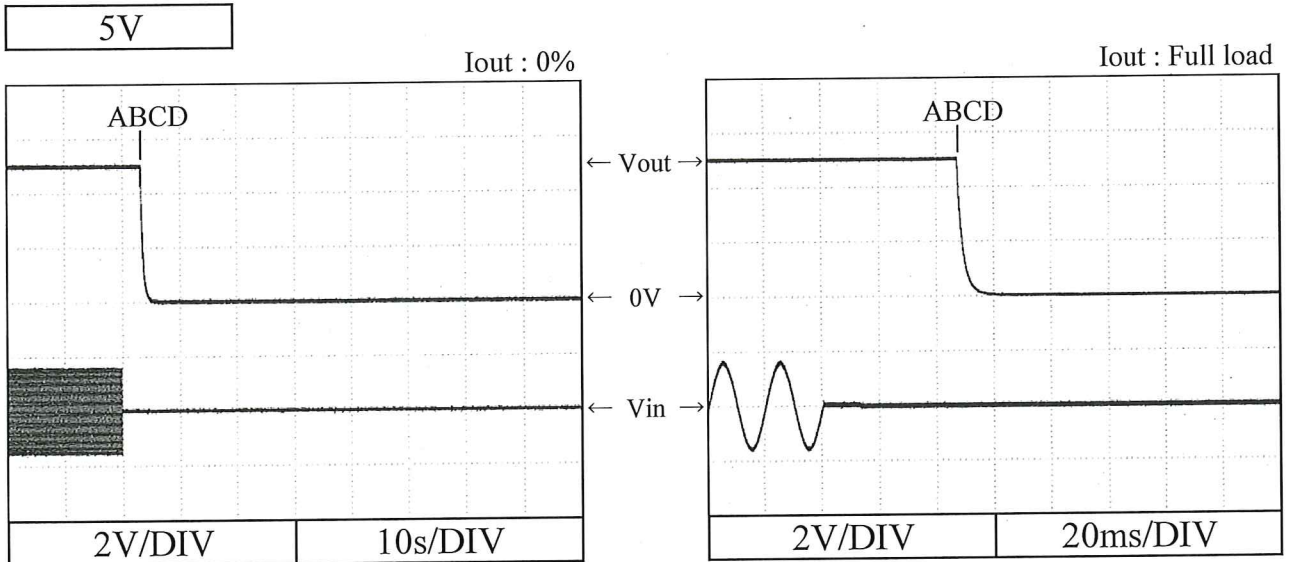 5V
Iout : 0%
Iout : Full load
ABCD
ABCD
← Vout →
← 0V →
← Vin →
2V/DIV 10s/DIV
2V/DIV 20ms/DIV